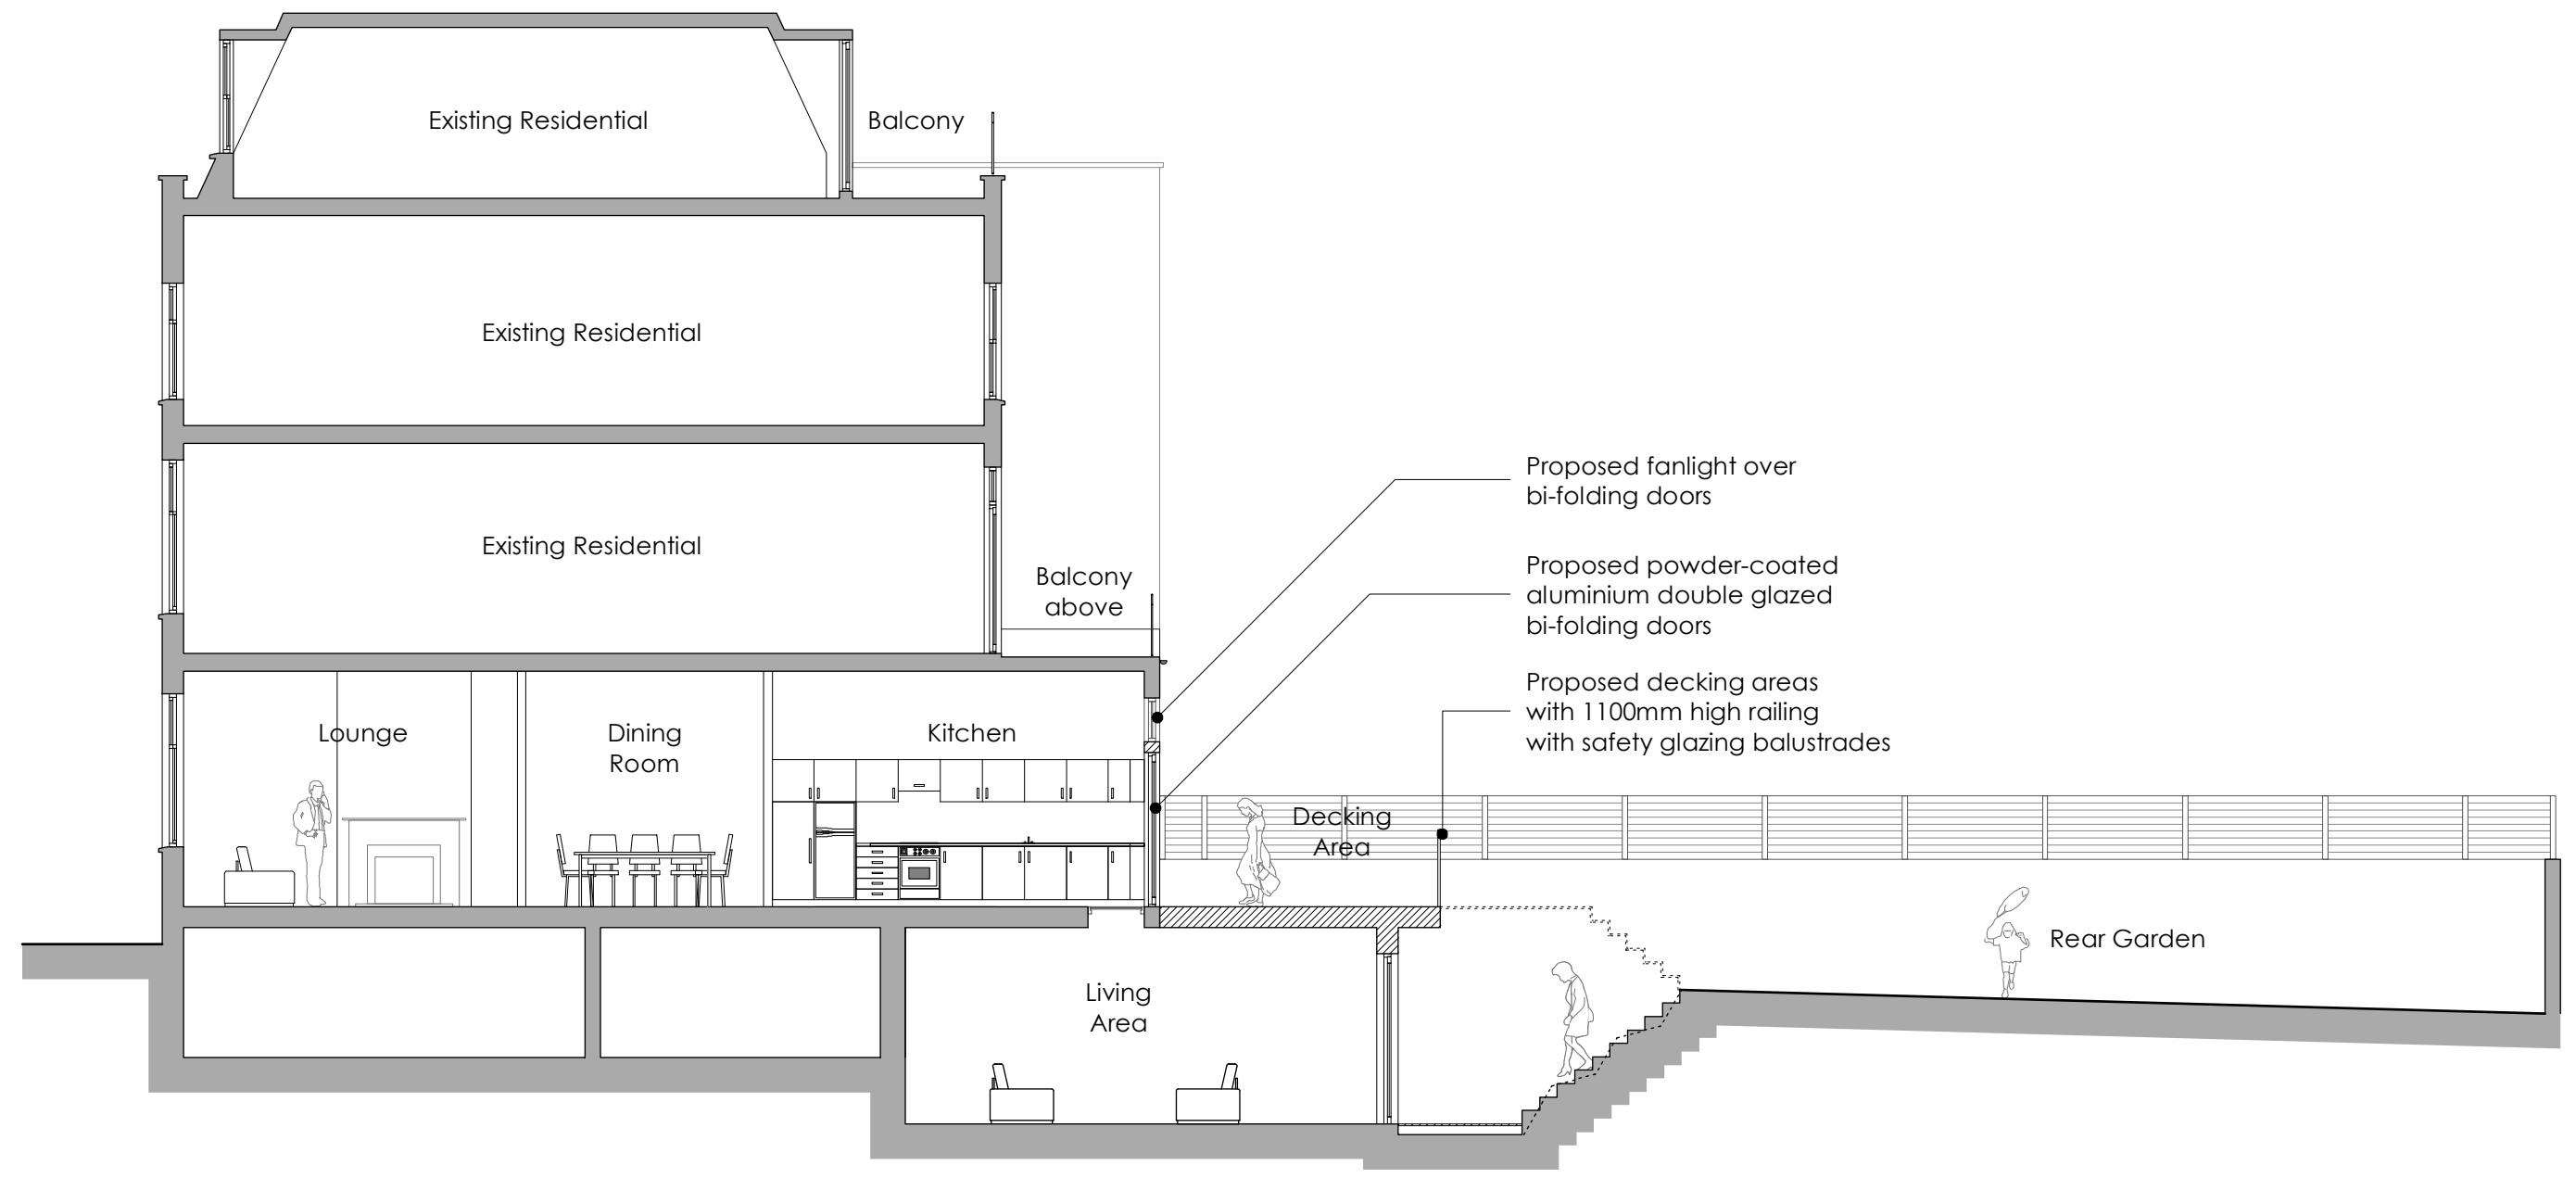 Existing Residential
Balcony
Existing Residential
Existing Residential
Balcony
above
Proposed fanlight over
bi-folding doors
Proposed powder-coated
aluminium double glazed
bi-folding doors
Proposed decking areas
with 1100mm high railing
with safety glazing balustrades
Lounge
Dining
Room
Kitchen
Decking
Area
Living
Area
Rear Garden